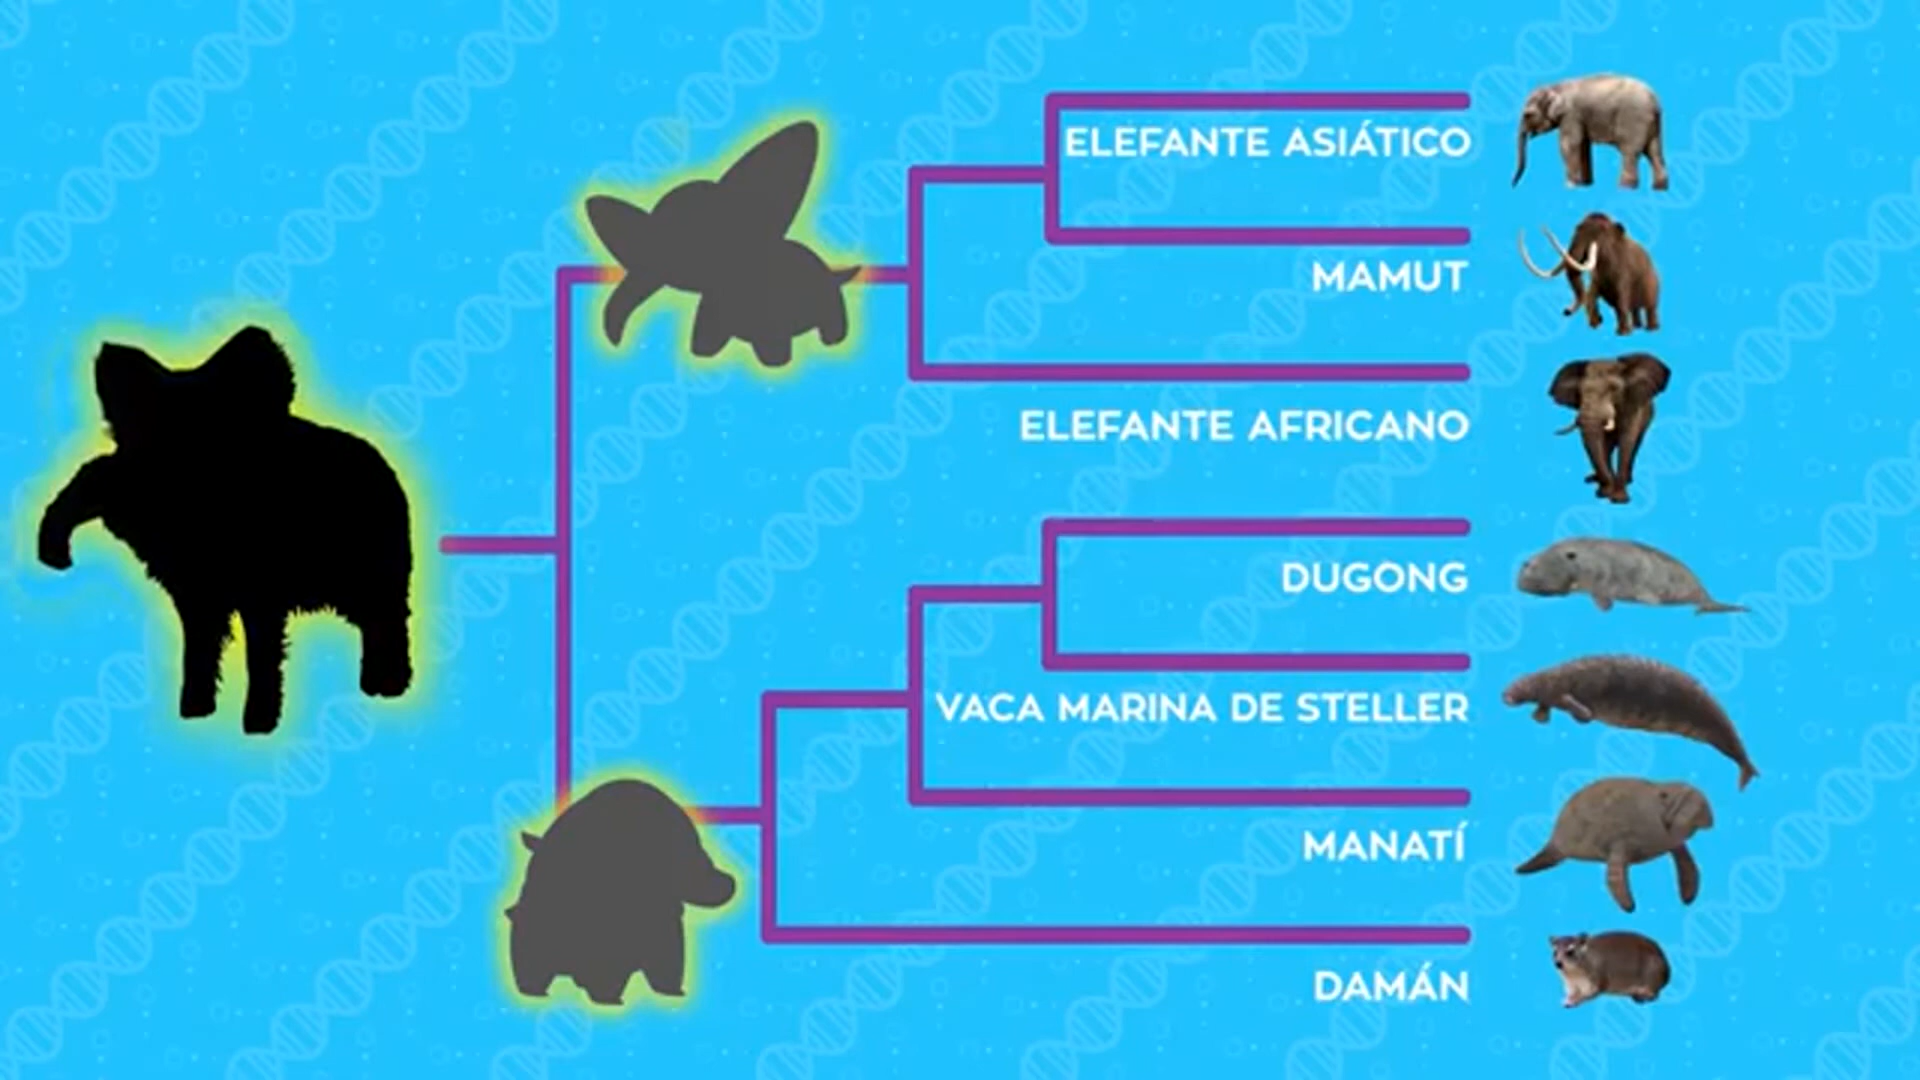 ELEFANTE ASIÁTICO
MAMUT
ELEFANTE AFRICANO
DUGONG
VACA MARINA DE STELLER
MANATÍ
DAMÁN